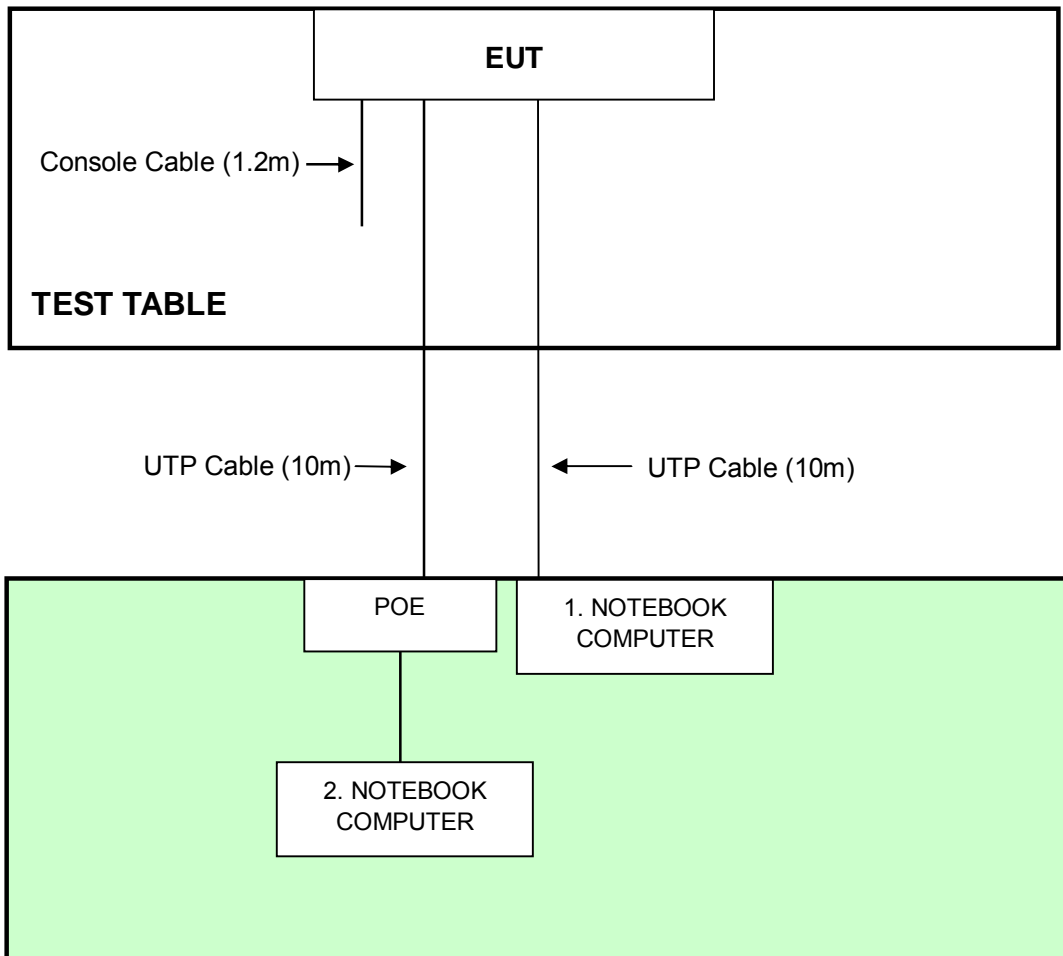 EUT
Console Cable (1.2m)
TEST TABLE
UTP Cable (10m)
UTP Cable (10m)
POE
1. NOTEBOOK
COMPUTER
2. NOTEBOOK
COMPUTER